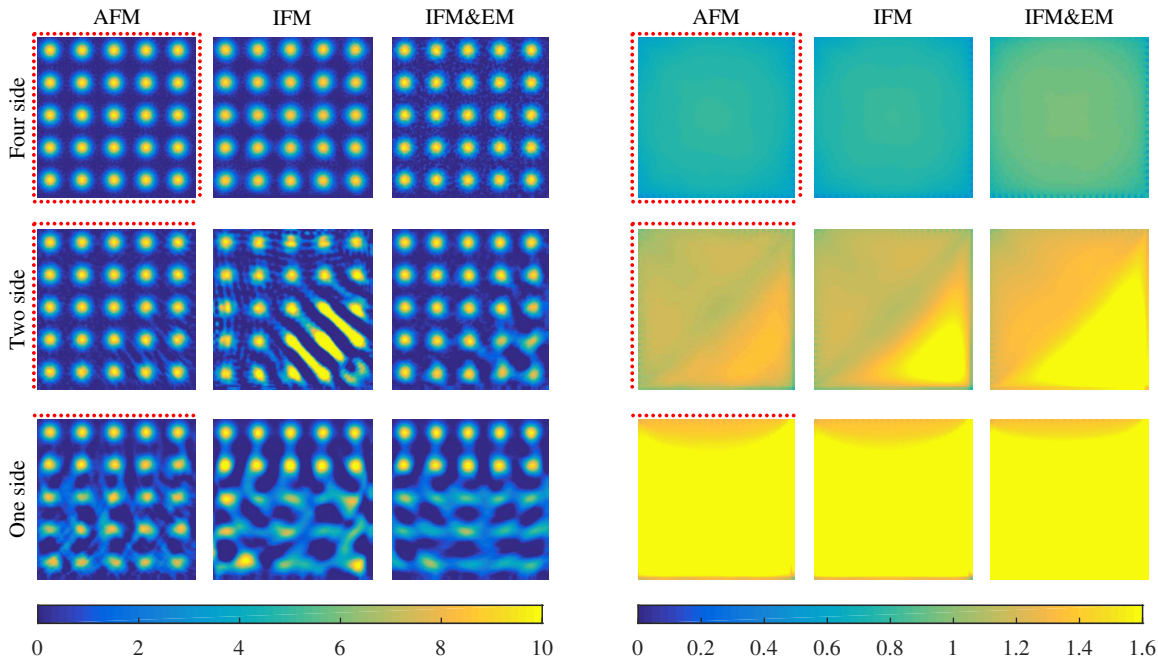 AFM IFM IFM&EM AFM IFM IFM&EM
Four side
Two side
One side
0 2 4 6 8 10
0 0.2 0.4 0.6 0.8 1 1.2 1.4 1.6